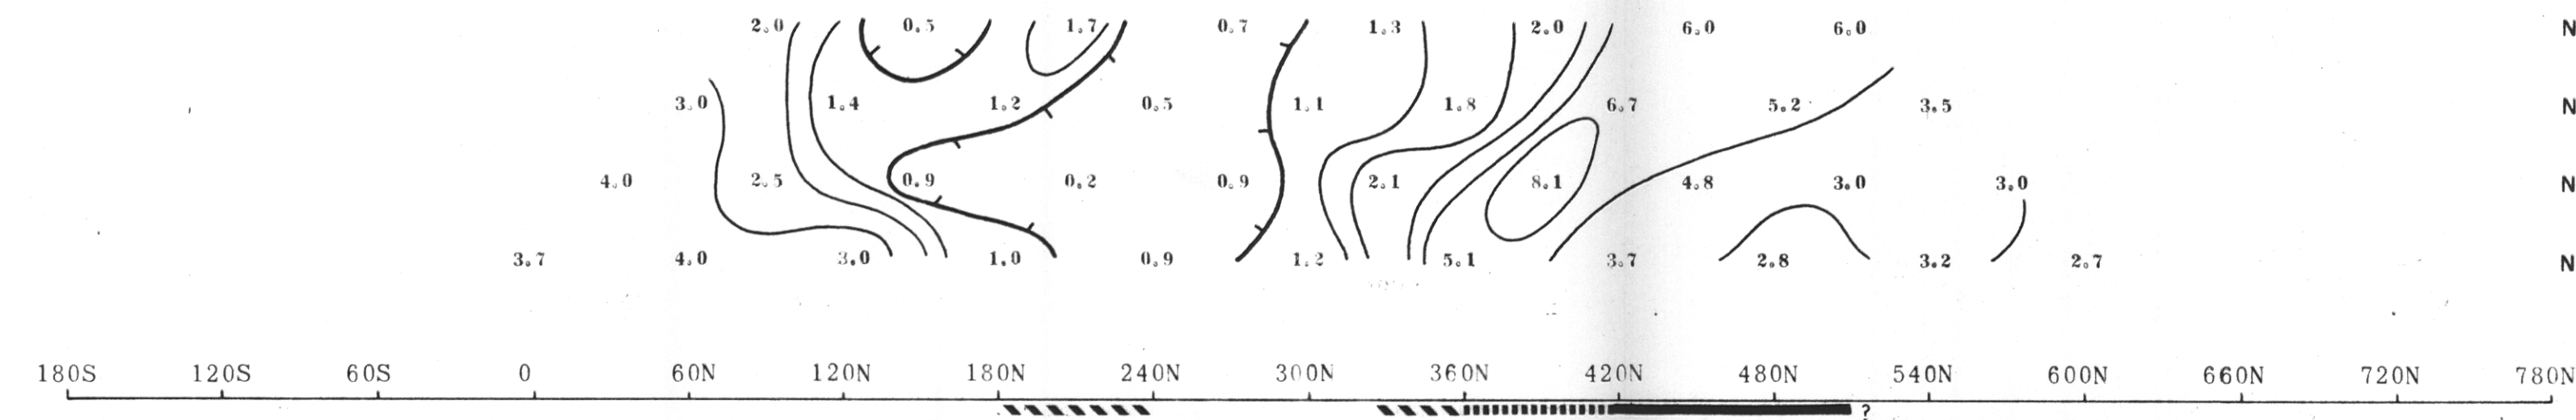 2.0 0.5 1.7 0.7 1.3 2.0 6.0 6.0 N
3.0 1.4 1.2 0.5 1.1 1.8 6.7 5.2 3.5 N
4.0 2.5 0.9 0.2 0.9 2.1 8.1 4.8 3.0 3.0 N
3.7 4.0 3.0 1.0 0.9 1.2 5.1 3.7 2.8 3.2 2.7 N
180S 120S 60S 0 60N 120N 180N 240N 300N 360N 420N 480N 540N 600N 660N 720N 780N
?